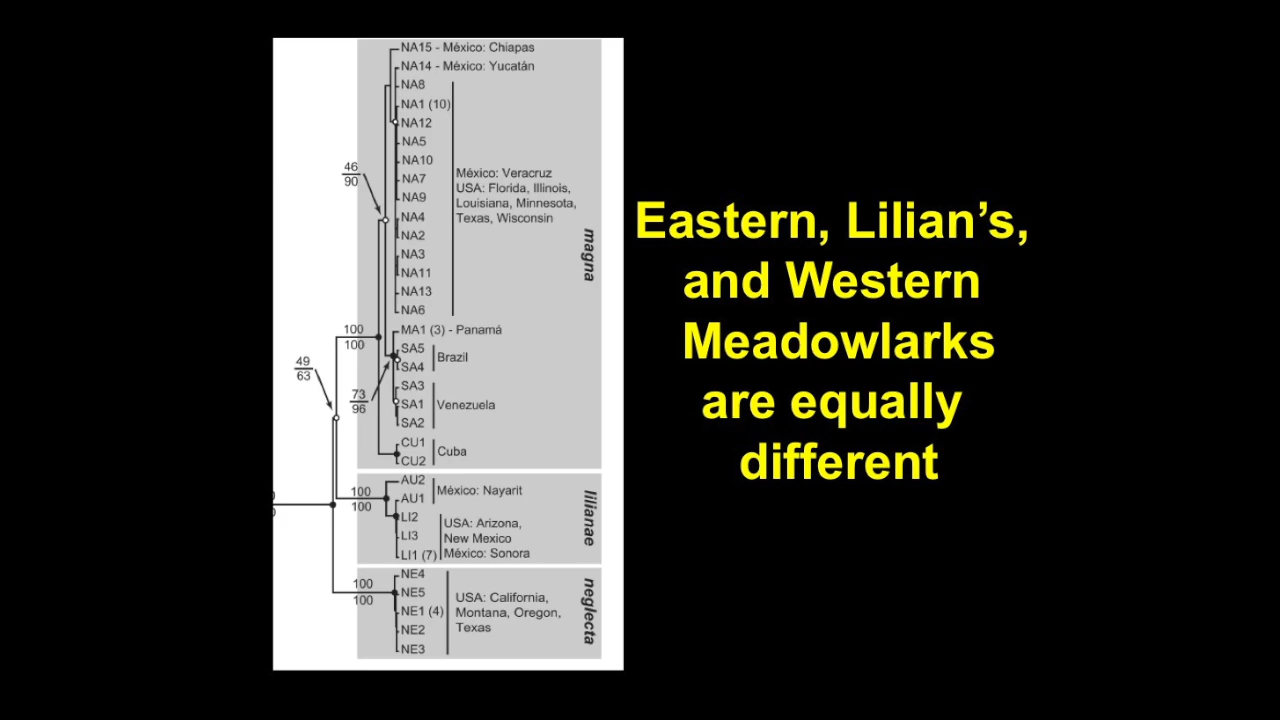 NA15 - México: Chiapas
NA14 - México: Yucatán
NA8
NA1 (10)
NA12
NA5
NA10
NA7
NA9
NA4
NA2
NA3
NA11
NA13
NA6
México: Veracruz
USA: Florida, Illinois,
Louisiana, Minnesota,
Texas, Wisconsin
magna
46
90
MA1 (3) - Panamá
SA5
SA4
Brazil
SA3
SA1
SA2
Venezuela
CU1
CU2
Cuba
100
100
49
63
73
96
AU2
AU1
México: Nayarit
LI2
LI3
LI1 (7)
USA: Arizona,
New Mexico
México: Sonora
lilianae
100
100
NE4
NE5
NE1 (4)
NE2
NE3
USA: California,
Montana, Oregon,
Texas
neglecta
100
100
Eastern, Lilian’s,
and Western
Meadowlarks
are equally
different